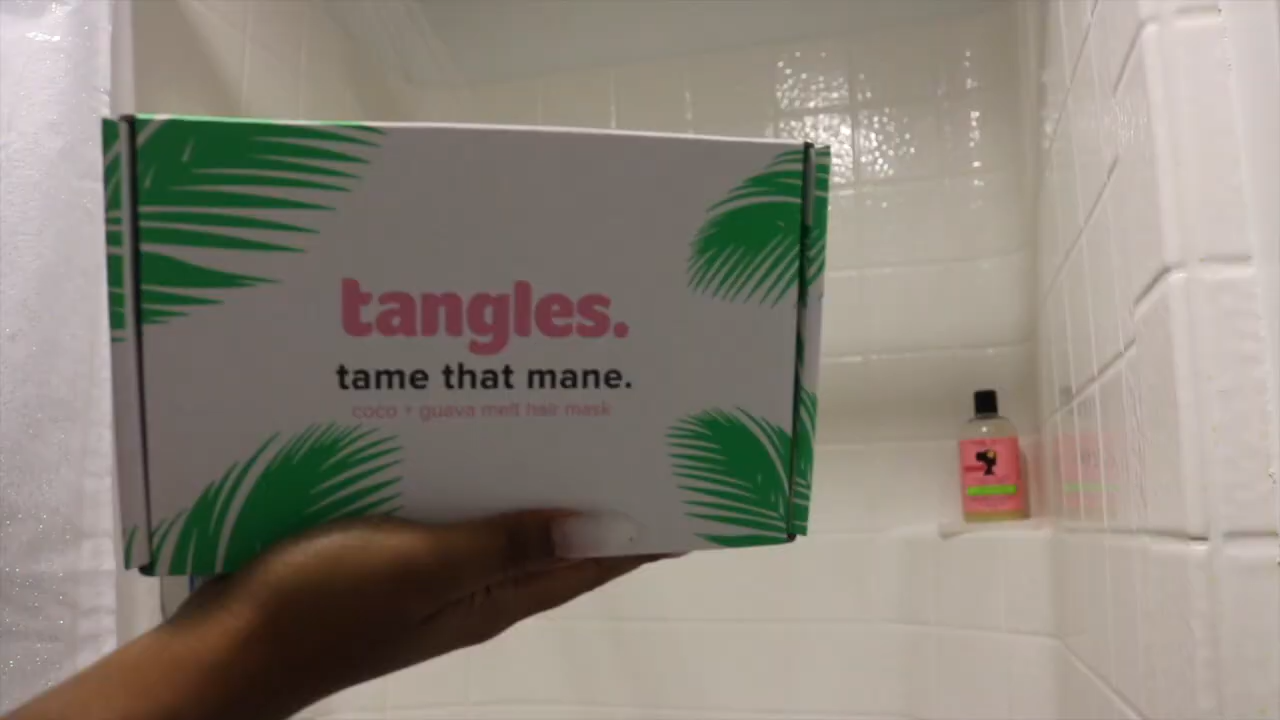 tangles.
tame that mane.
coco + guava melt hair mask